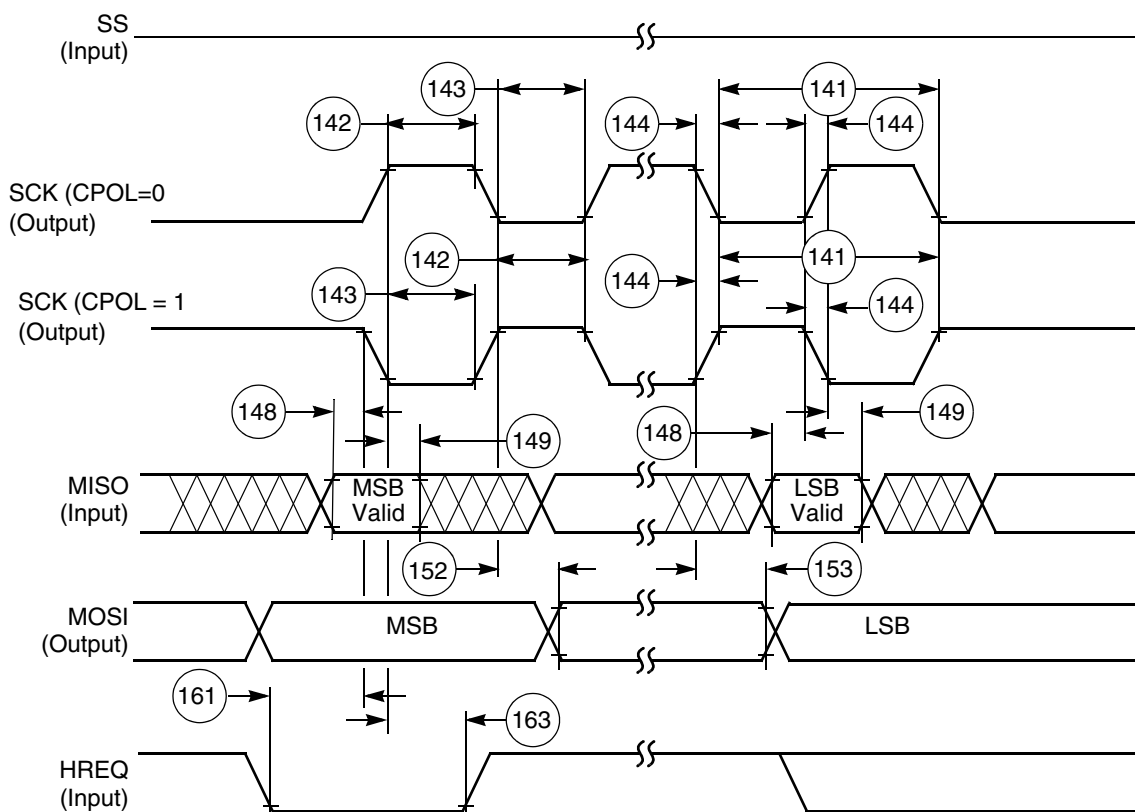 SS
(Input)
143
141
142
144
144
SCK (CPOL=0
(Output)
142
141
143
144
SCK (CPOL = 1
(Output)
144
148
149
148
149
MISO
(Input)
MSB
Valid
LSB
Valid
152
153
MOSI
(Output)
MSB
LSB
161
163
HREQ
(Input)